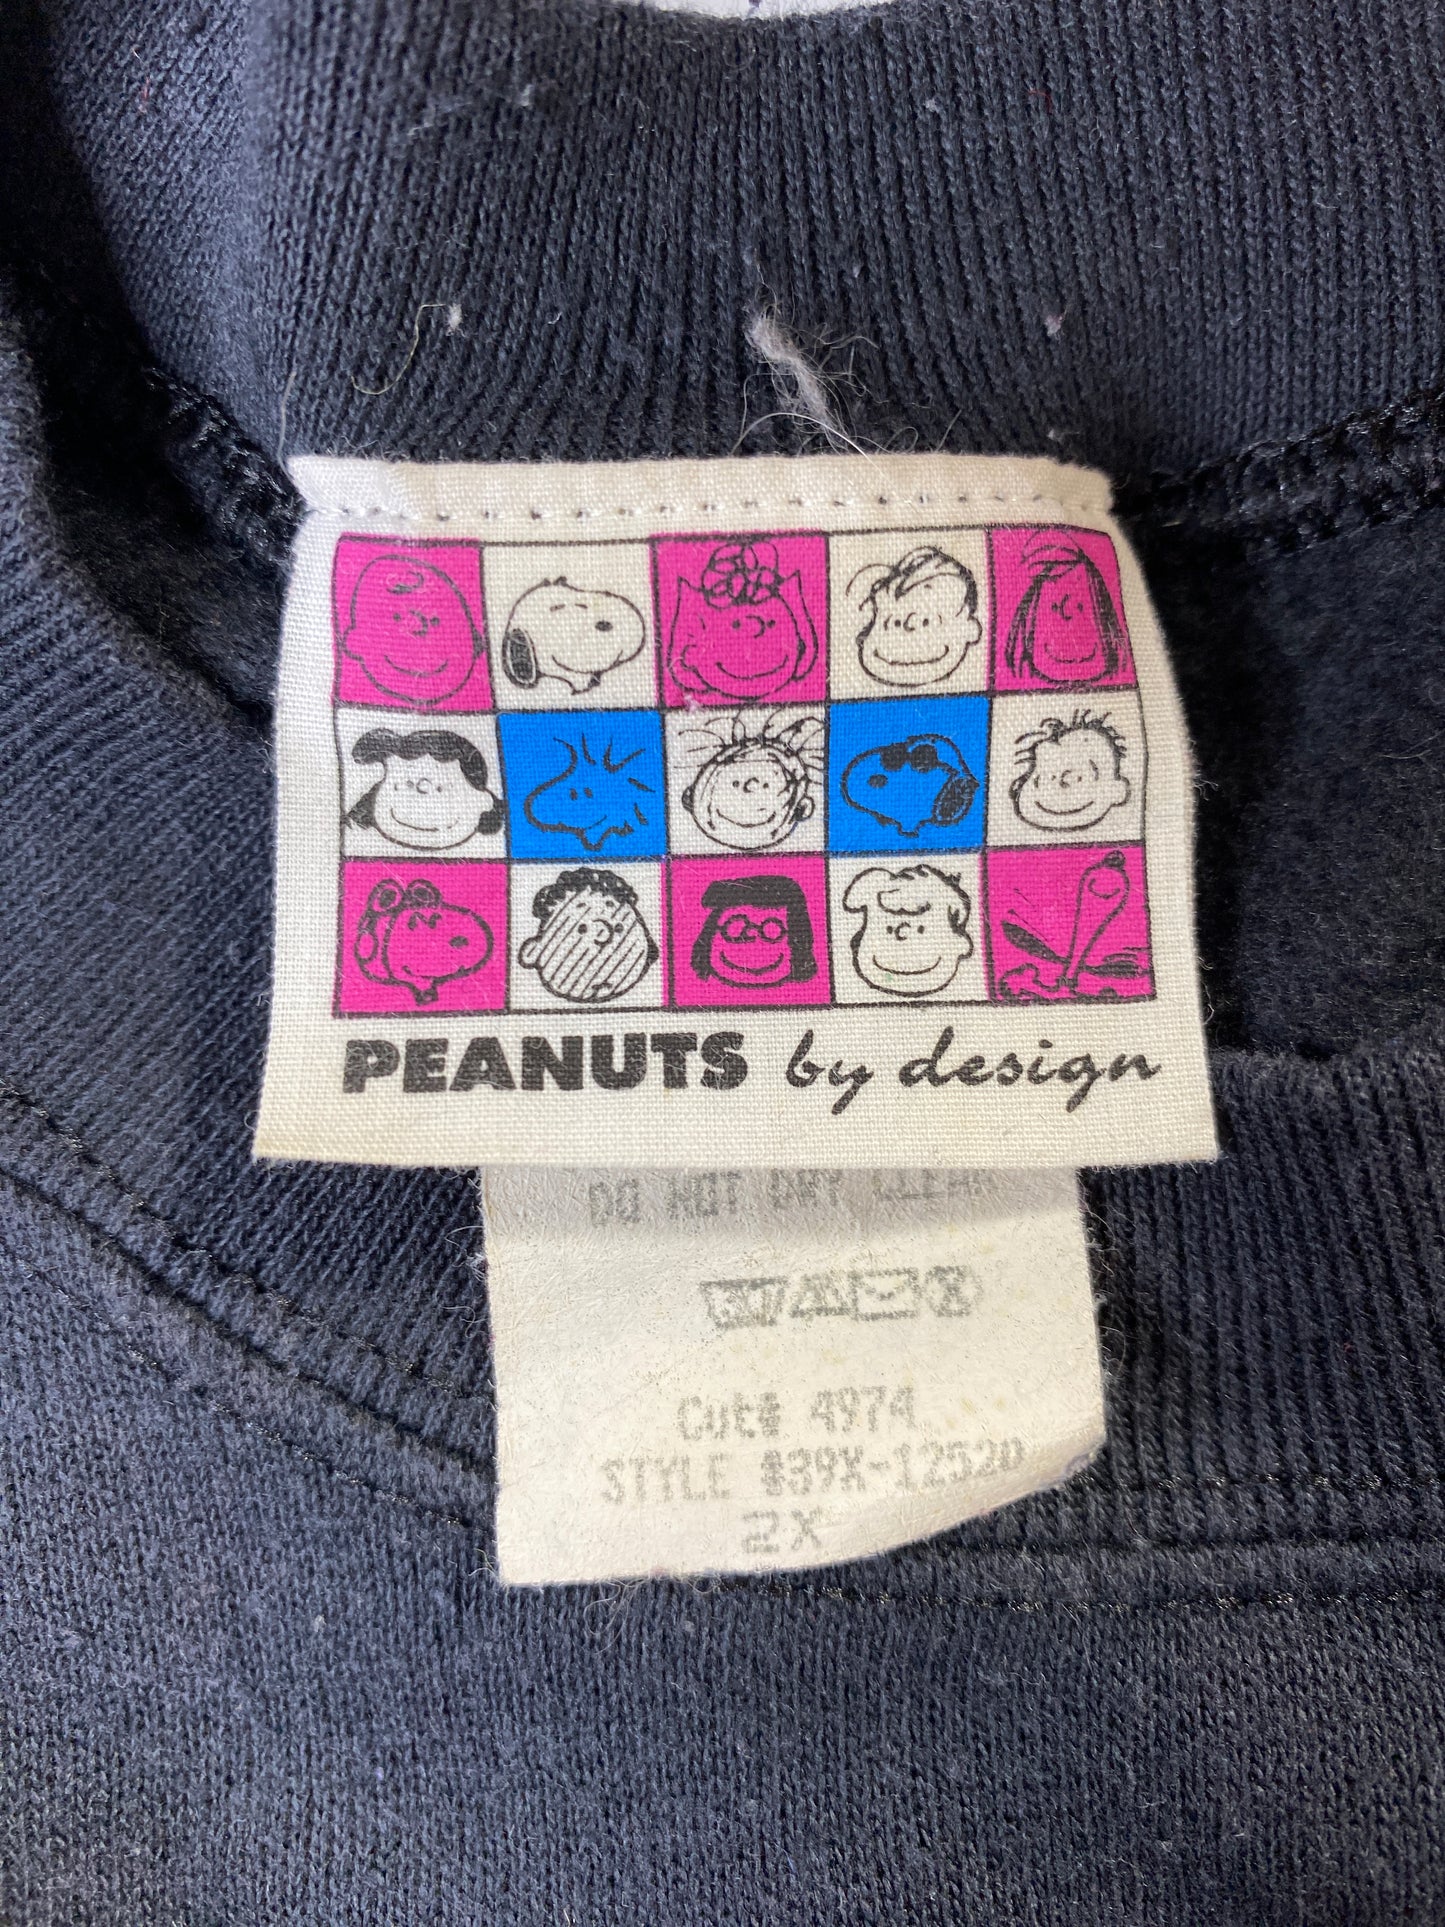 PEANUTS by design
DO NOT DRY CLEAN
Cut# 4974
STYLE #39X-12520
2X